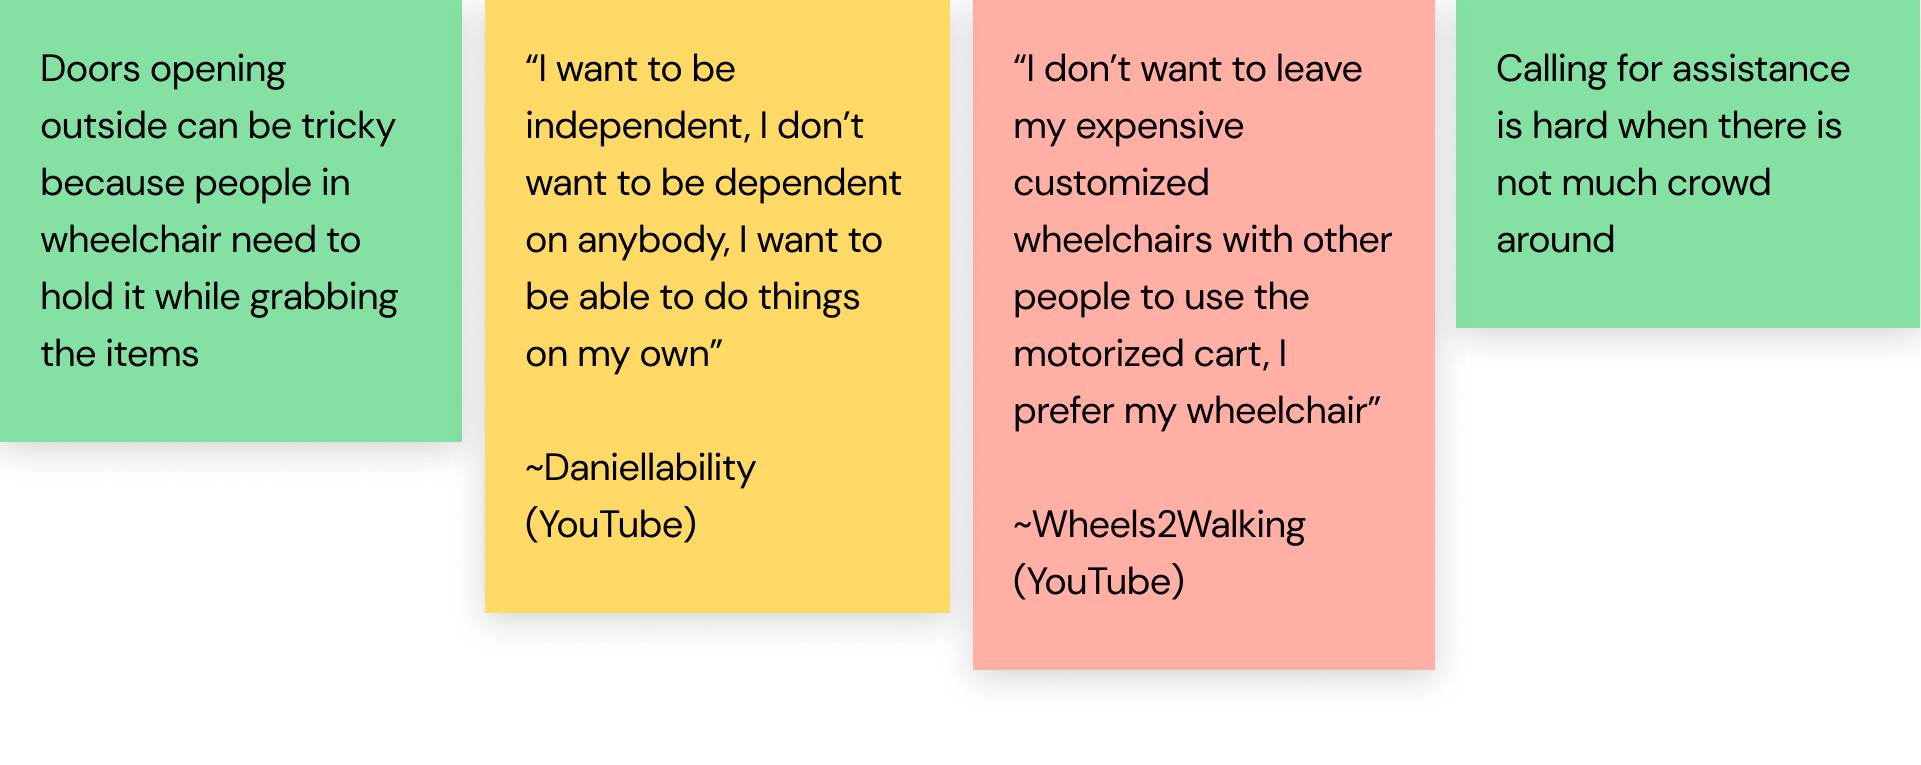 Doors opening
outside can be tricky
because people in
wheelchair need to
hold it while grabbing
the items
“I want to be
independent, I don’t
want to be dependent
on anybody, I want to
be able to do things
on my own”
~Daniellability
(YouTube)
“I don’t want to leave
my expensive
customized
wheelchairs with other
people to use the
motorized cart, I
prefer my wheelchair”
~Wheels2Walking
(YouTube)
Calling for assistance
is hard when there is
not much crowd
around